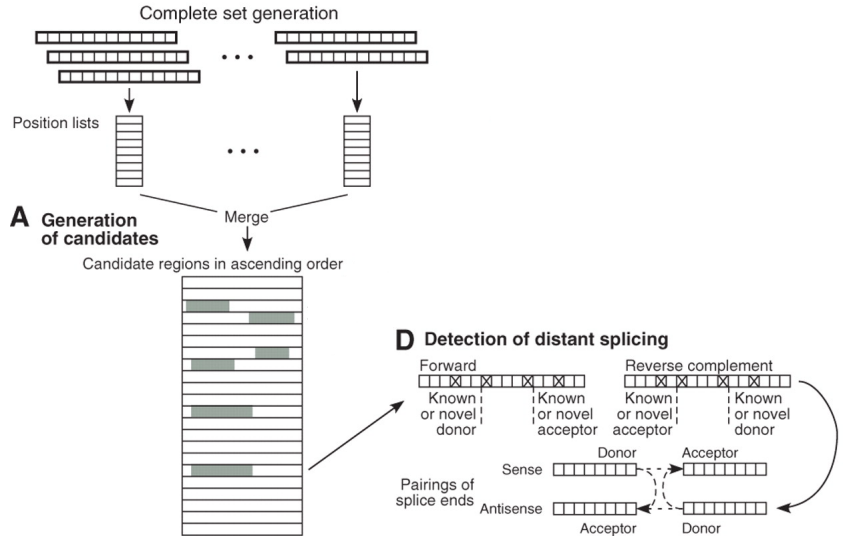 Complete set generation
Position lists
Merge
A Generation
of candidates
Candidate regions in ascending order
D Detection of distant splicing
Forward
Reverse complement
Known
or novel
donor
Known
or novel
acceptor
Known
or novel
acceptor
Known
or novel
donor
Donor
Acceptor
Sense
Pairings of
splice ends
Antisense
Acceptor
Donor